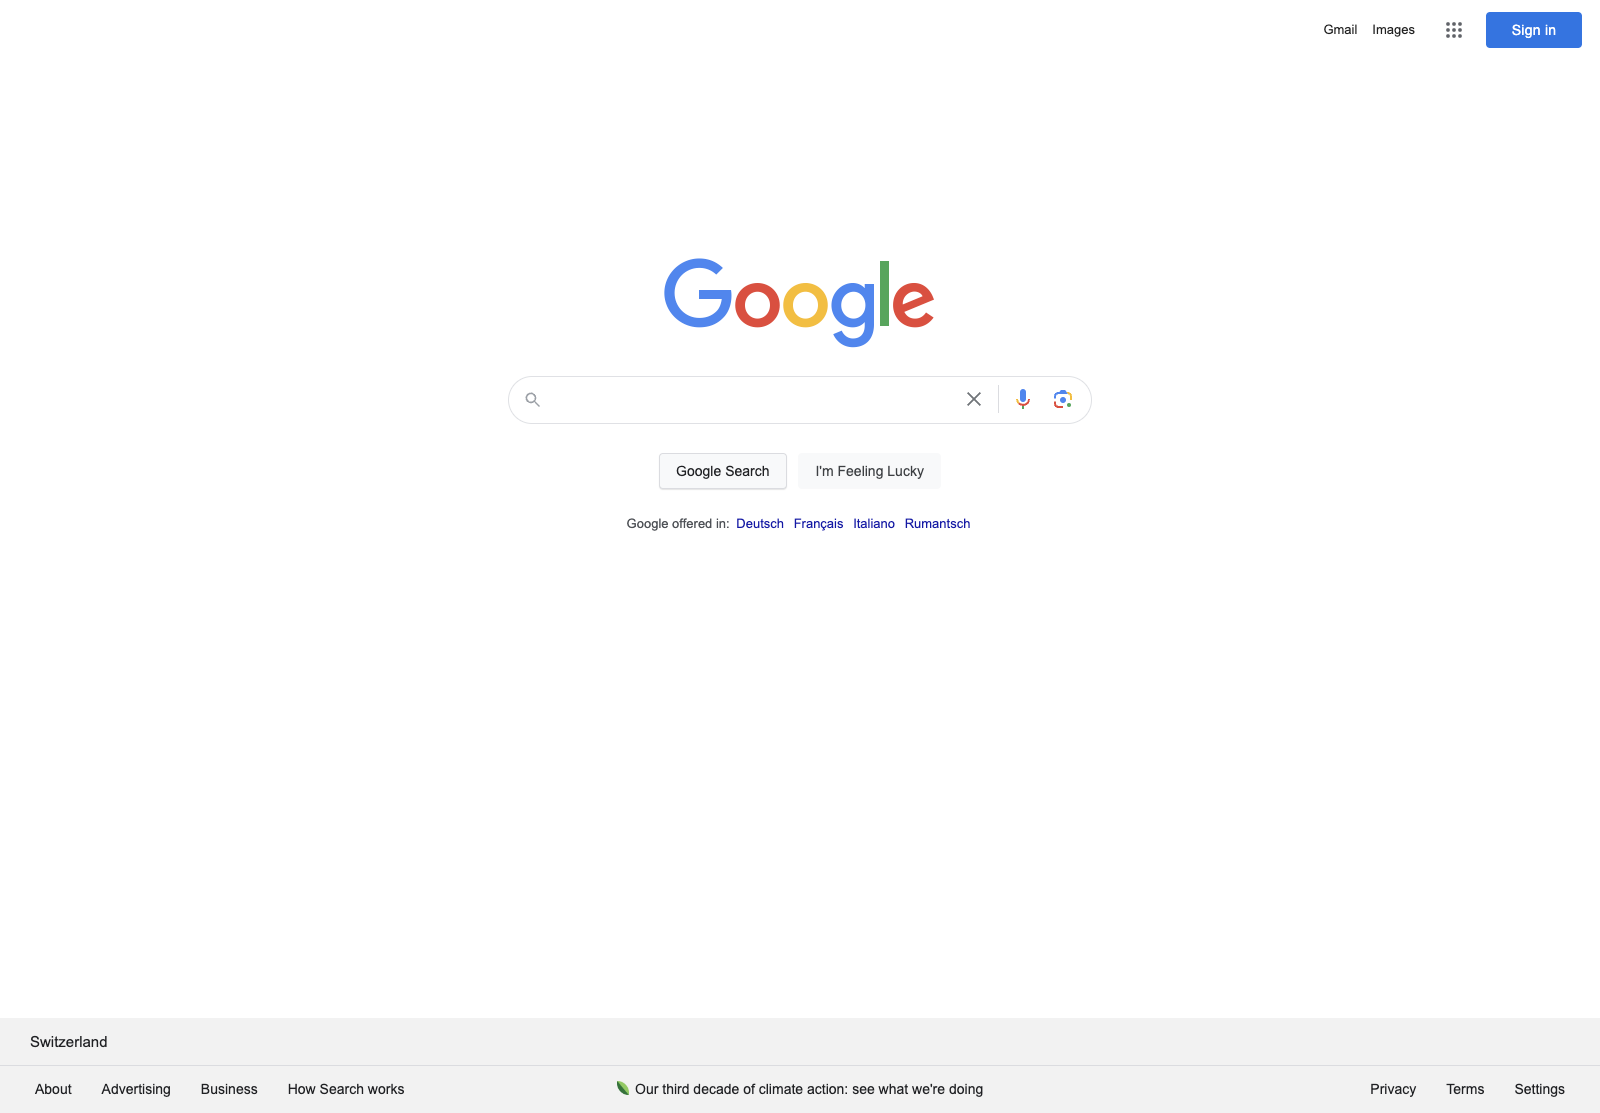 Gmail Images Sign in
Google
Google Search I'm Feeling Lucky
Google offered in: Deutsch Français Italiano Rumantsch
Switzerland
About Advertising Business How Search works Our third decade of climate action: see what we're doing Privacy Terms Settings